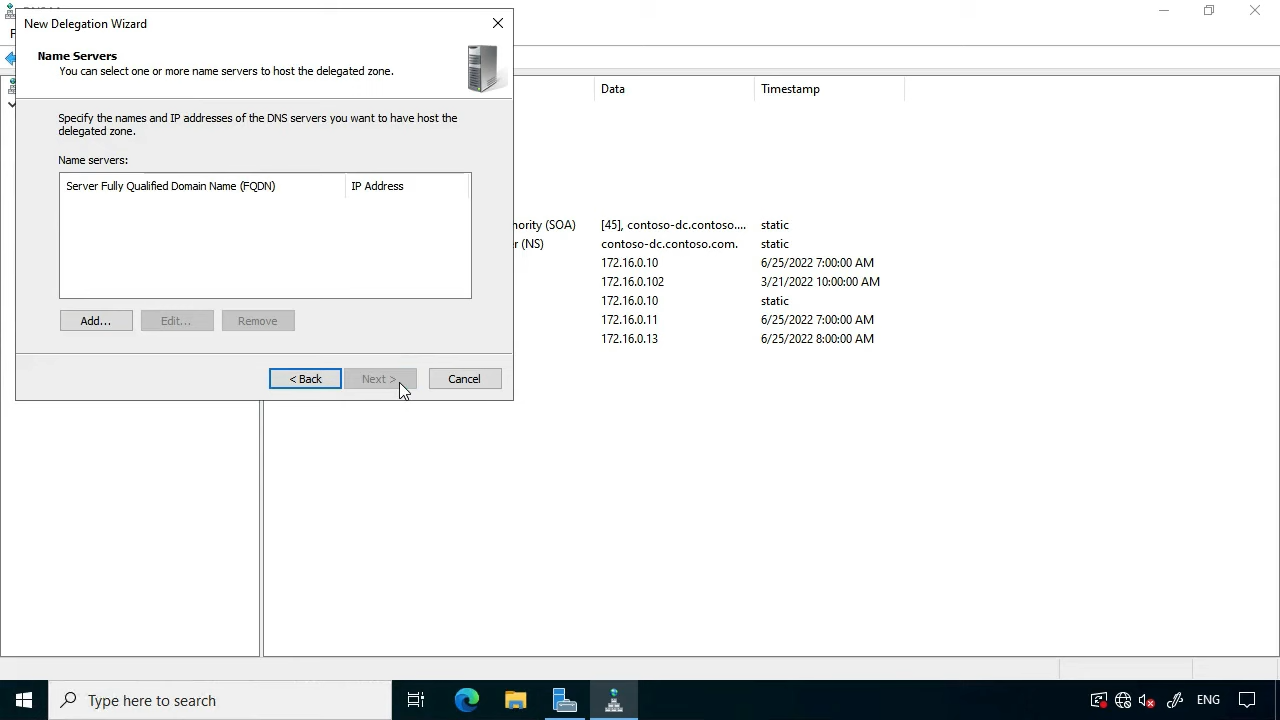 New Delegation Wizard
Name Servers
You can select one or more name servers to host the delegated zone.
Specify the names and IP addresses of the DNS servers you want to have host the
delegated zone.
Name servers:
Server Fully Qualified Domain Name (FQDN) IP Address
Add... Edit... Remove
< Back Next > Cancel
Data Timestamp
hority (SOA) [45], contoso-dc.contoso.... static
r (NS) contoso-dc.contoso.com. static
172.16.0.10 6/25/2022 7:00:00 AM
172.16.0.102 3/21/2022 10:00:00 AM
172.16.0.10 static
172.16.0.11 6/25/2022 7:00:00 AM
172.16.0.13 6/25/2022 8:00:00 AM
Type here to search
ENG